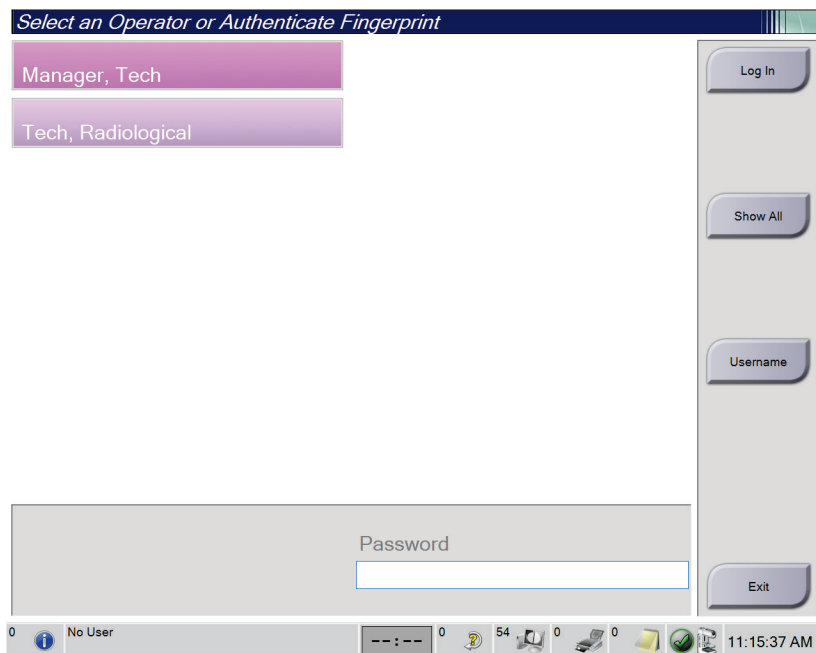 Select an Operator or Authenticate Fingerprint
Manager, Tech
Log In
Tech, Radiological
Show All
Username
Password
Exit
0 No User --:-- 0 54 0 0 11:15:37 AM